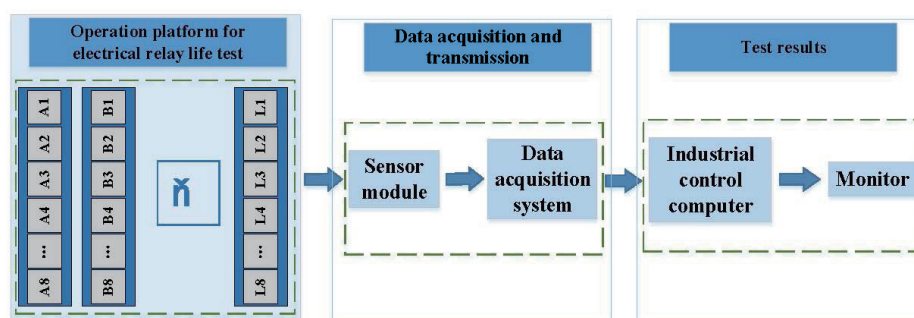 Operation platform for
electrical relay life test
Data acquisition and
transmission
Test results
A1
A2
A3
A4
...
A8
B1
B2
B3
B4
...
B8
L1
L2
L3
L4
...
L8
Sensor
module
Data
acquisition
system
Industrial
control
computer
Monitor